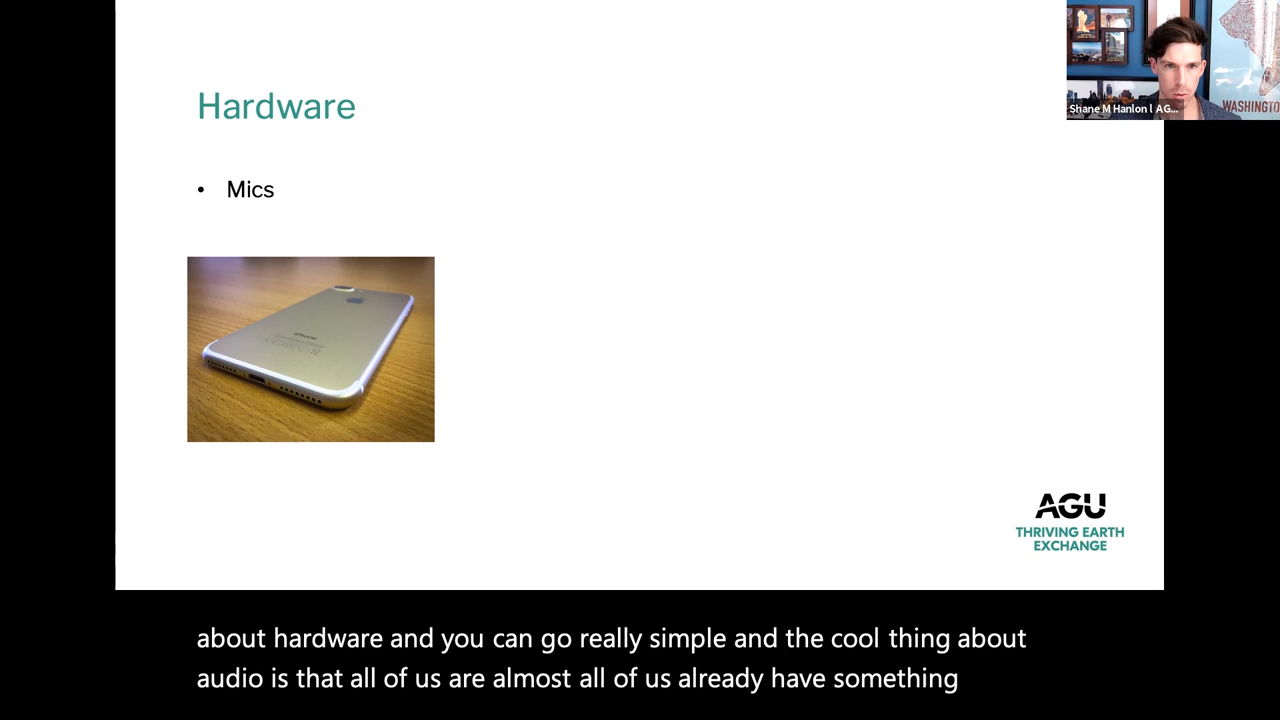 Hardware
• Mics
iPhone
Shane M Hanlon l AG...
WASHINGTO
AGU
THRIVING EARTH
EXCHANGE
about hardware and you can go really simple and the cool thing about
audio is that all of us are almost all of us already have something